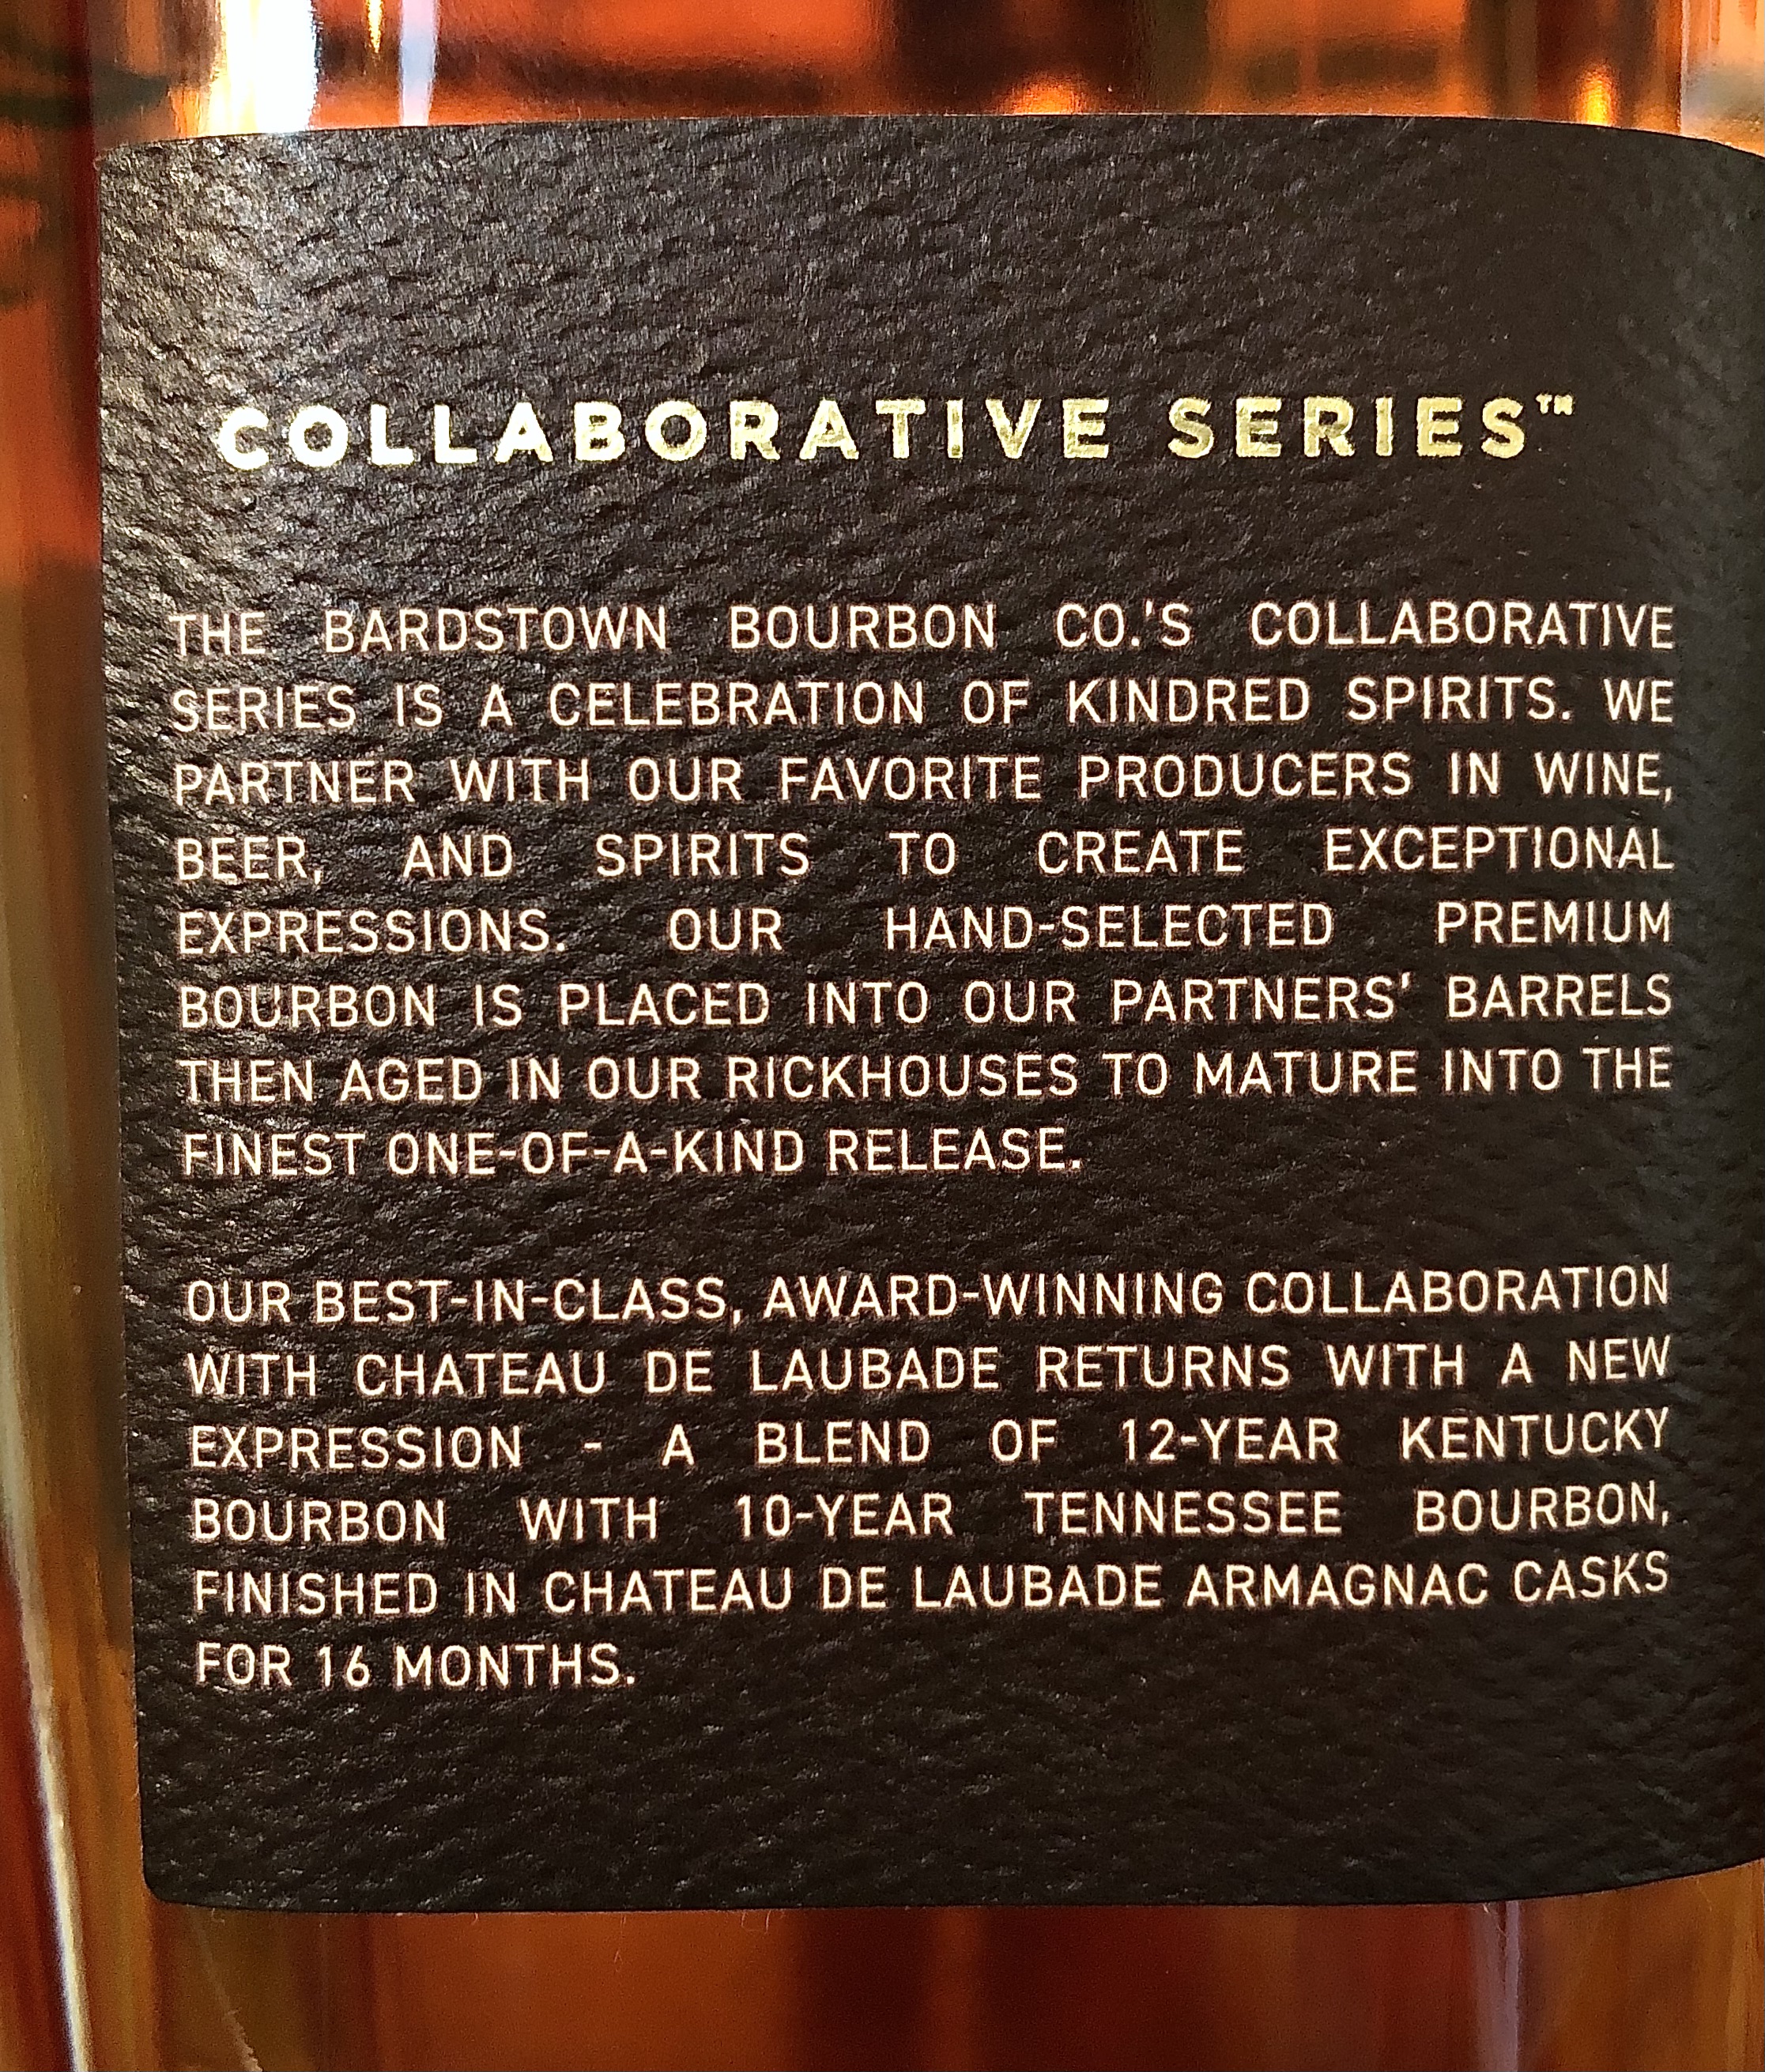 COLLABORATIVE SERIES™
THE BARDSTOWN BOURBON CO.'S COLLABORATIVE
SERIES IS A CELEBRATION OF KINDRED SPIRITS. WE
PARTNER WITH OUR FAVORITE PRODUCERS IN WINE,
BEER, AND SPIRITS TO CREATE EXCEPTIONAL
EXPRESSIONS. OUR HAND-SELECTED PREMIUM
BOURBON IS PLACED INTO OUR PARTNERS' BARRELS
THEN AGED IN OUR RICKHOUSES TO MATURE INTO THE
FINEST ONE-OF-A-KIND RELEASE.
OUR BEST-IN-CLASS, AWARD-WINNING COLLABORATION
WITH CHATEAU DE LAUBADE RETURNS WITH A NEW
EXPRESSION - A BLEND OF 12-YEAR KENTUCKY
BOURBON WITH 10-YEAR TENNESSEE BOURBON,
FINISHED IN CHATEAU DE LAUBADE ARMAGNAC CASKS
FOR 16 MONTHS.